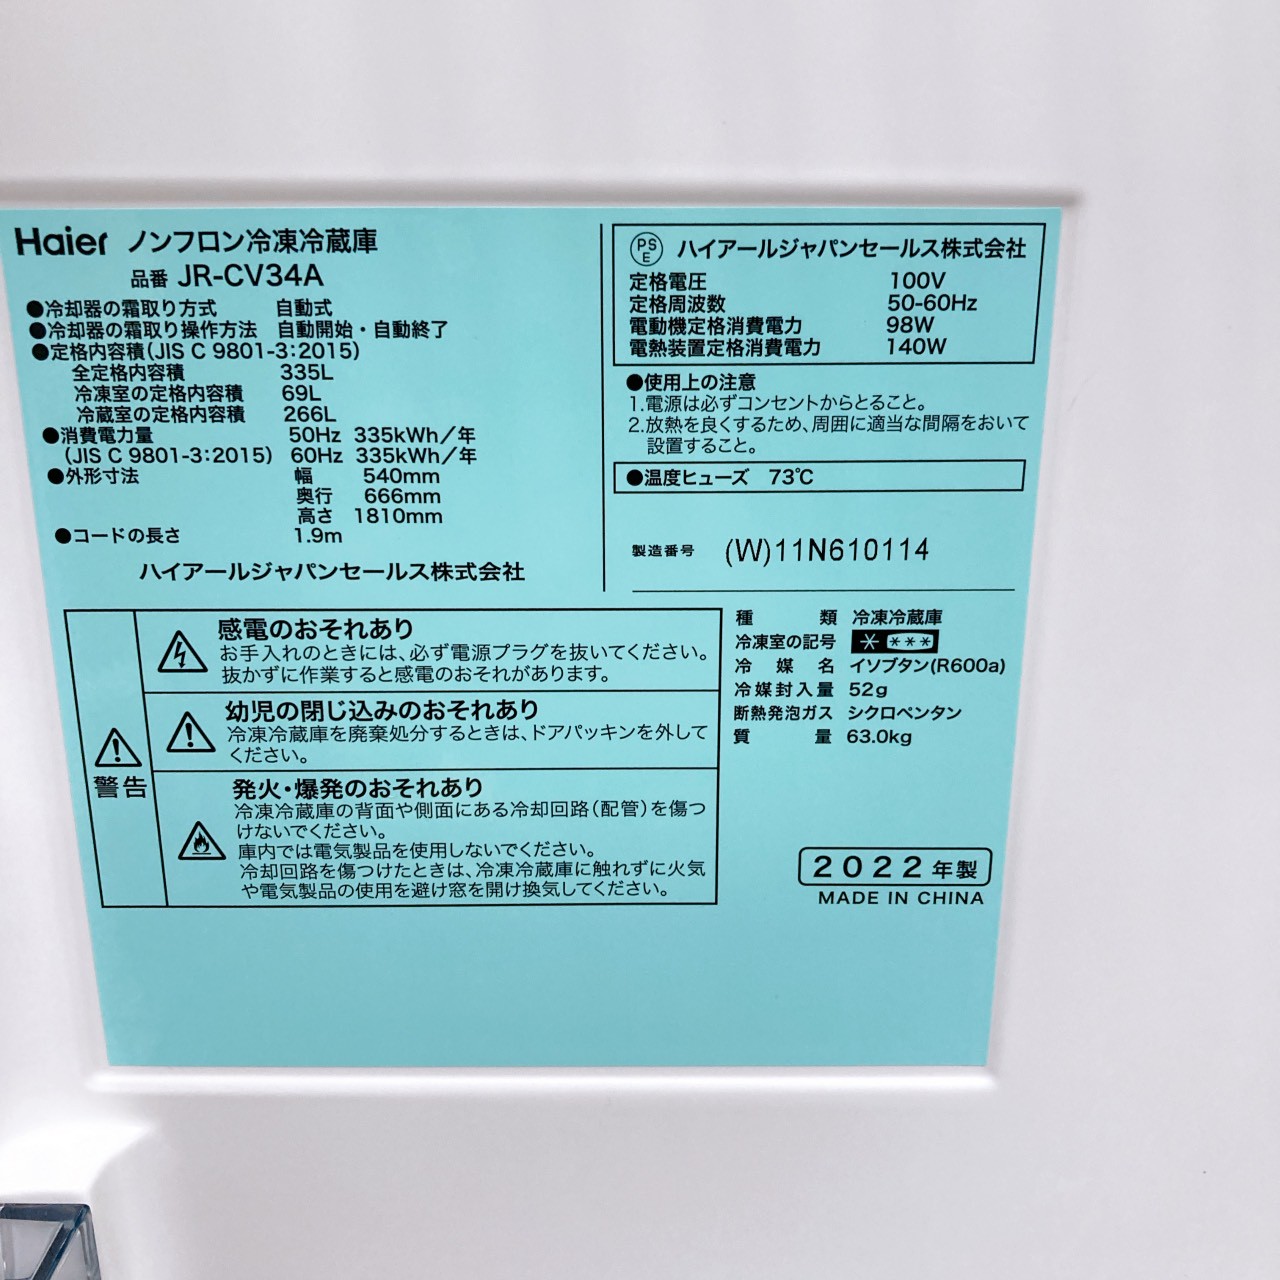 Haier ノンフロン冷凍冷蔵庫
品番 JR-CV34A
●冷却器の霜取り方式 自動式
●冷却器の霜取り操作方法 自動開始・自動終了
●定格内容積(JIS C 9801-3:2015)
全定格内容積 335L
冷凍室の定格内容積 69L
冷蔵室の定格内容積 266L
●消費電力量 50Hz 335kWh/年
(JIS C 9801-3:2015) 60Hz 335kWh/年
●外形寸法 幅 540mm
奥行 666mm
高さ 1810mm
●コードの長さ 1.9m
ハイアールジャパンセールス株式会社
PSE ハイアールジャパンセールス株式会社
定格電圧 100V
定格周波数 50-60Hz
電動機定格消費電力 98W
電熱装置定格消費電力 140W
●使用上の注意
1.電源は必ずコンセントからとること。
2.放熱を良くするため、周囲に適当な間隔をおいて
設置すること。
●温度ヒューズ 73℃
製造番号 (W)11N610114
警告
感電のおそれあり
お手入れのときには、必ず電源プラグを抜いてください。
抜かずに作業すると感電のおそれがあります。
幼児の閉じ込みのおそれあり
冷凍冷蔵庫を廃棄処分するときは、ドアパッキンを外して
ください。
発火・爆発のおそれあり
冷凍冷蔵庫の背面や側面にある冷却回路(配管)を傷つ
けないでください。
庫内では電気製品を使用しないでください。
冷却回路を傷つけたときは、冷凍冷蔵庫に触れずに火気
や電気製品の使用を避け窓を開け換気してください。
種類 冷凍冷蔵庫
冷凍室の記号 * ***
冷媒名 イソブタン(R600a)
冷媒封入量 52g
断熱発泡ガス シクロペンタン
質量 63.0kg
2022年製
MADE IN CHINA